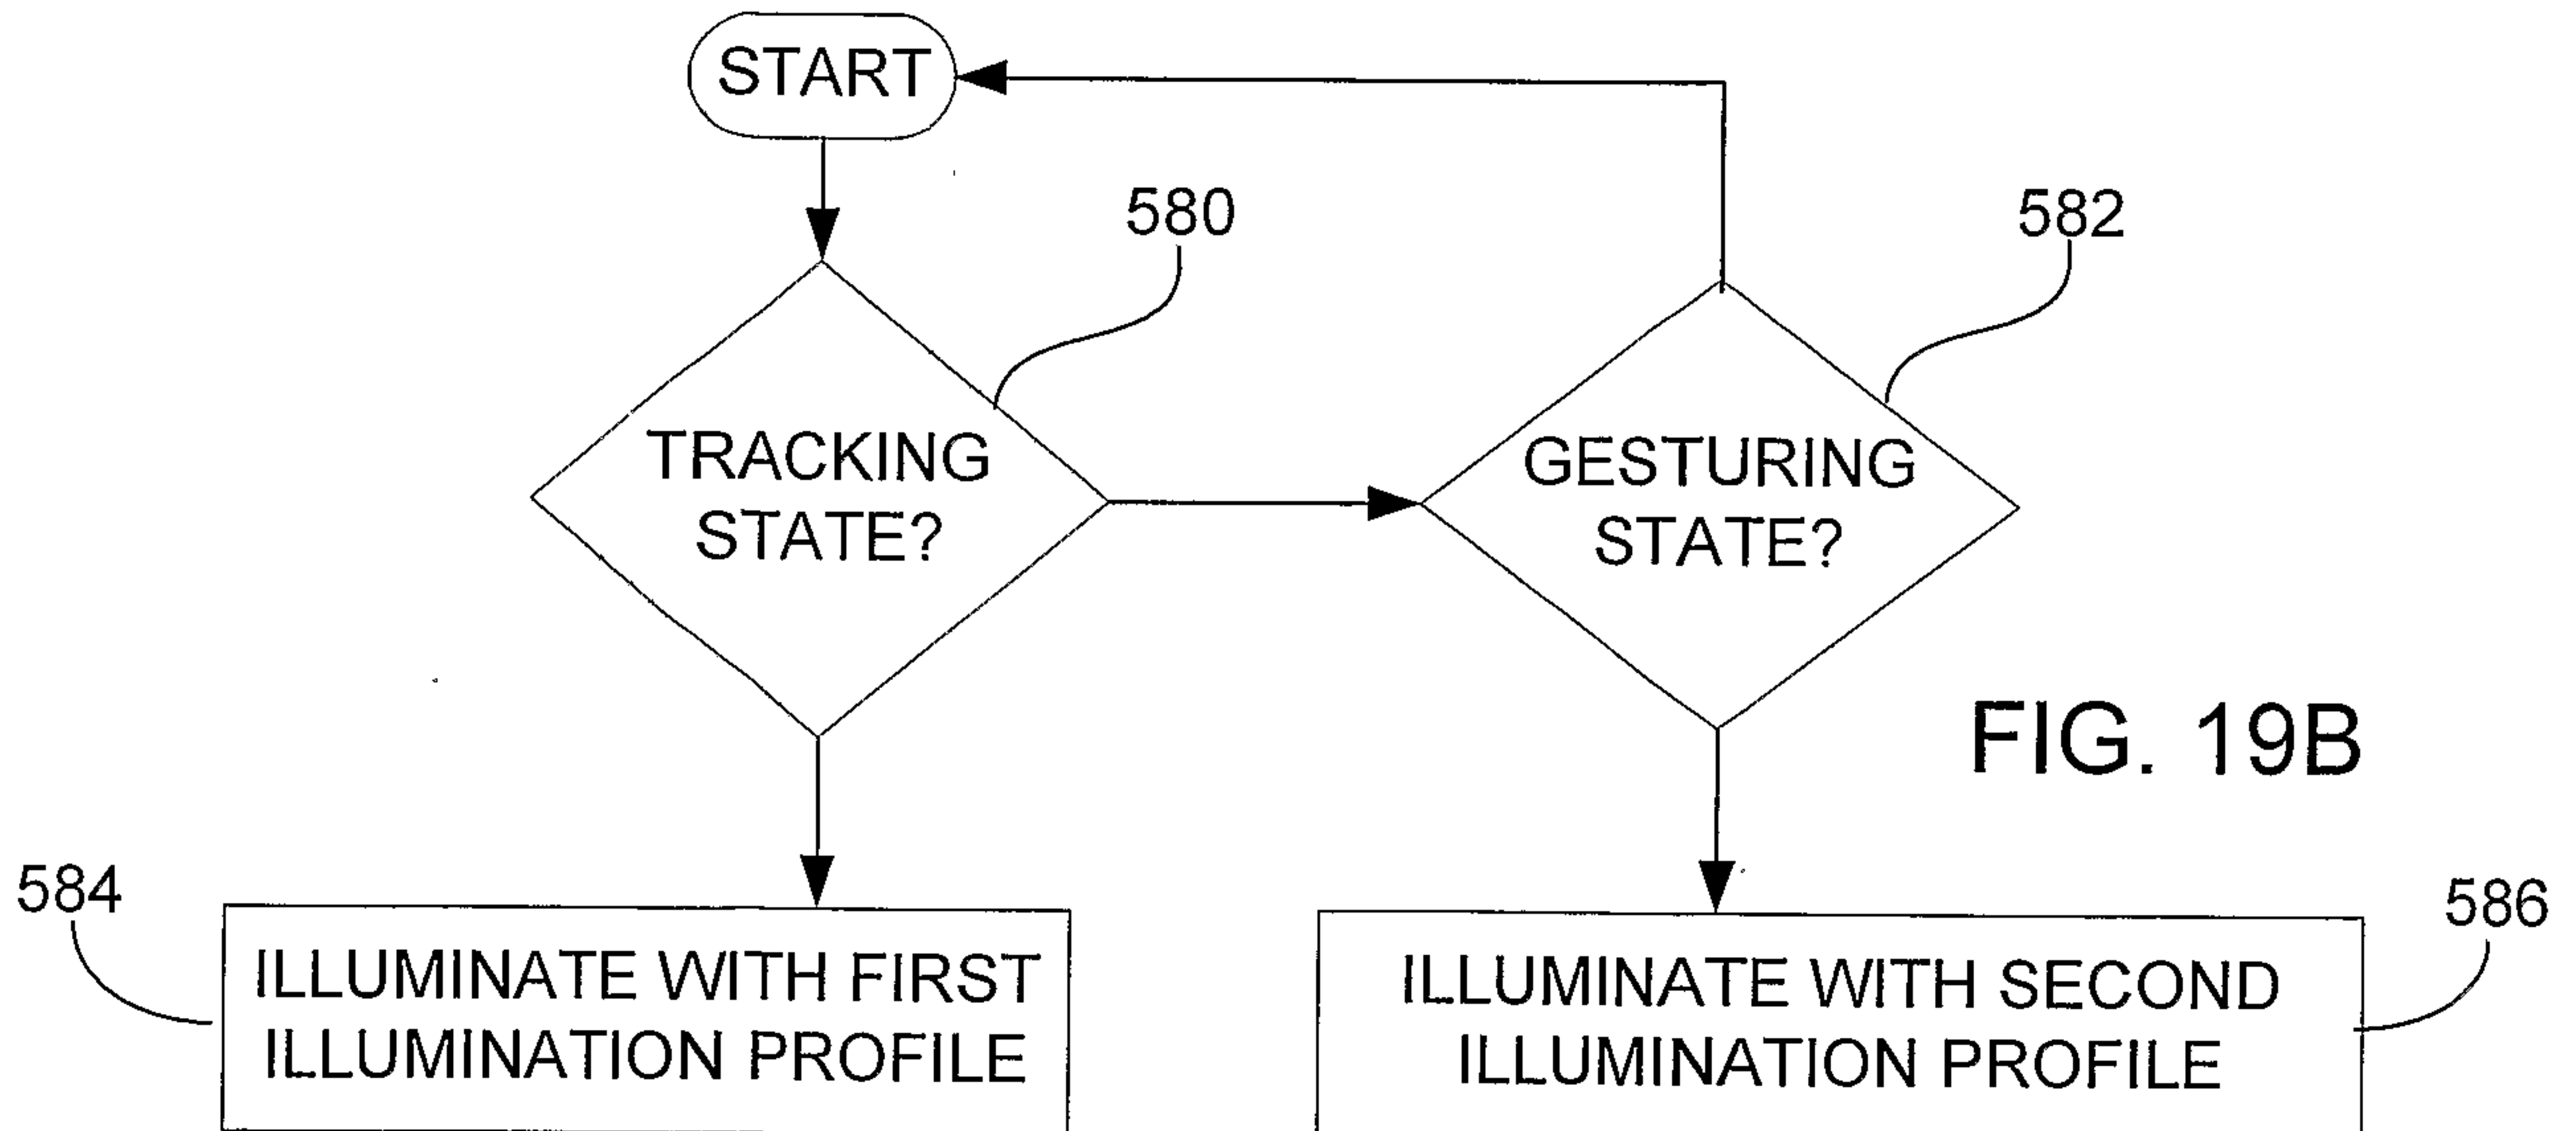 START
580
582
TRACKING
STATE?
GESTURING
STATE?
FIG. 19B
584
586
ILLUMINATE WITH FIRST
ILLUMINATION PROFILE
ILLUMINATE WITH SECOND
ILLUMINATION PROFILE